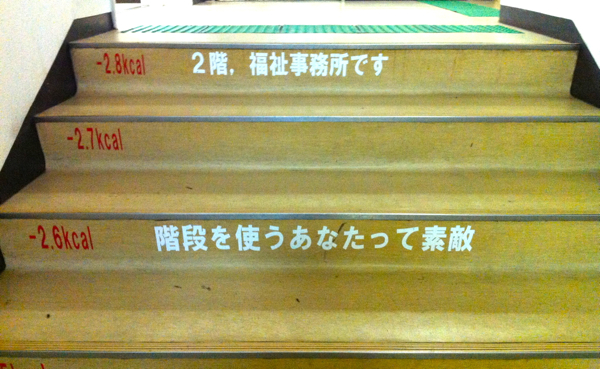 -2.8kcal ２階，福祉事務所です
-2.7kcal
-2.6kcal 階段を使うあなたって素敵